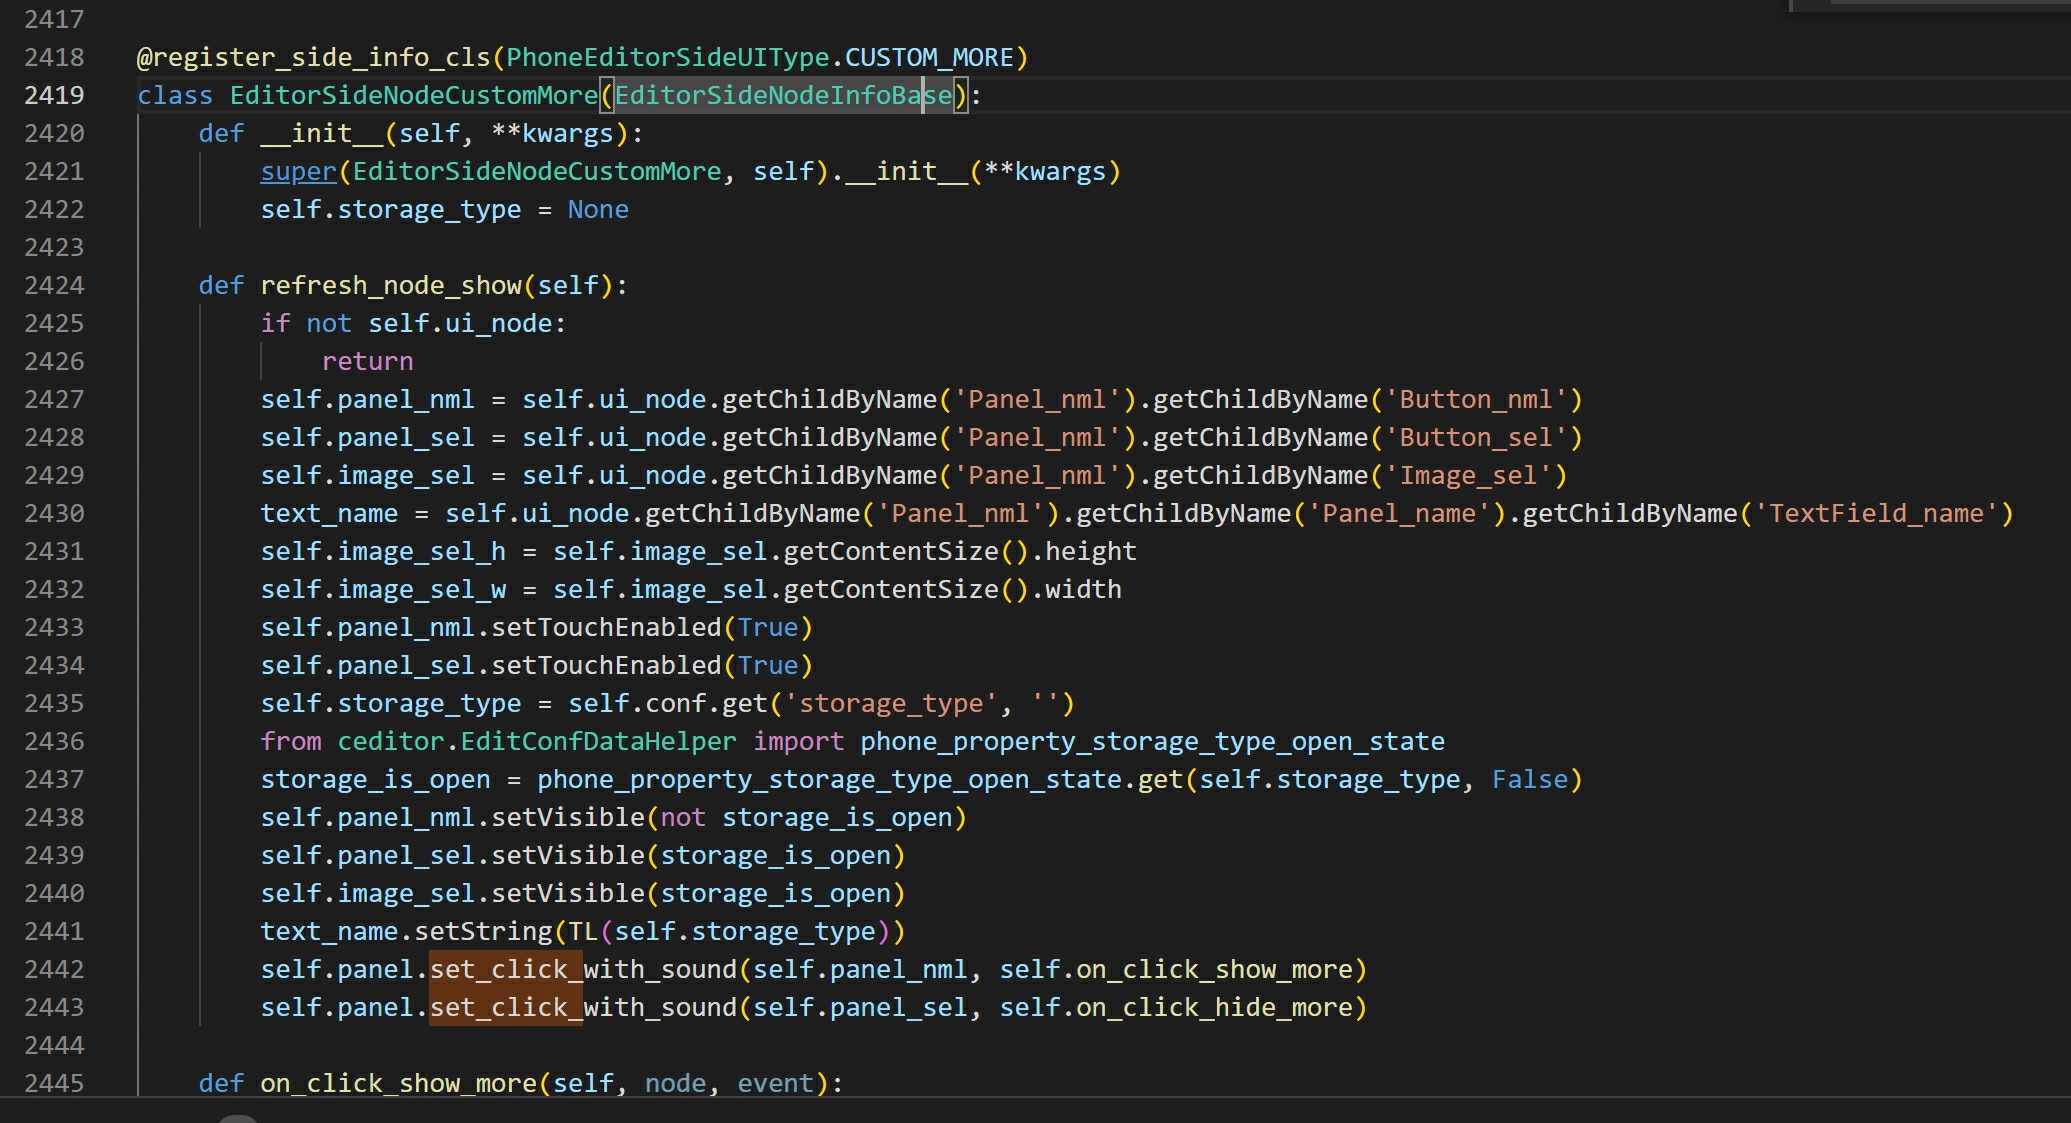 2417
2418 @register_side_info_cls(PhoneEditorSideUIType.CUSTOM_MORE)
2419 class EditorSideNodeCustomMore(EditorSideNodeInfoBase):
2420     def __init__(self, **kwargs):
2421         super(EditorSideNodeCustomMore, self).__init__(**kwargs)
2422         self.storage_type = None
2423
2424     def refresh_node_show(self):
2425         if not self.ui_node:
2426             return
2427         self.panel_nml = self.ui_node.getChildByName('Panel_nml').getChildByName('Button_nml')
2428         self.panel_sel = self.ui_node.getChildByName('Panel_nml').getChildByName('Button_sel')
2429         self.image_sel = self.ui_node.getChildByName('Panel_nml').getChildByName('Image_sel')
2430         text_name = self.ui_node.getChildByName('Panel_nml').getChildByName('Panel_name').getChildByName('TextField_name')
2431         self.image_sel_h = self.image_sel.getContentSize().height
2432         self.image_sel_w = self.image_sel.getContentSize().width
2433         self.panel_nml.setTouchEnabled(True)
2434         self.panel_sel.setTouchEnabled(True)
2435         self.storage_type = self.conf.get('storage_type', '')
2436         from ceditor.EditConfDataHelper import phone_property_storage_type_open_state
2437         storage_is_open = phone_property_storage_type_open_state.get(self.storage_type, False)
2438         self.panel_nml.setVisible(not storage_is_open)
2439         self.panel_sel.setVisible(storage_is_open)
2440         self.image_sel.setVisible(storage_is_open)
2441         text_name.setString(TL(self.storage_type))
2442         self.panel.set_click_with_sound(self.panel_nml, self.on_click_show_more)
2443         self.panel.set_click_with_sound(self.panel_sel, self.on_click_hide_more)
2444
2445     def on_click_show_more(self, node, event):